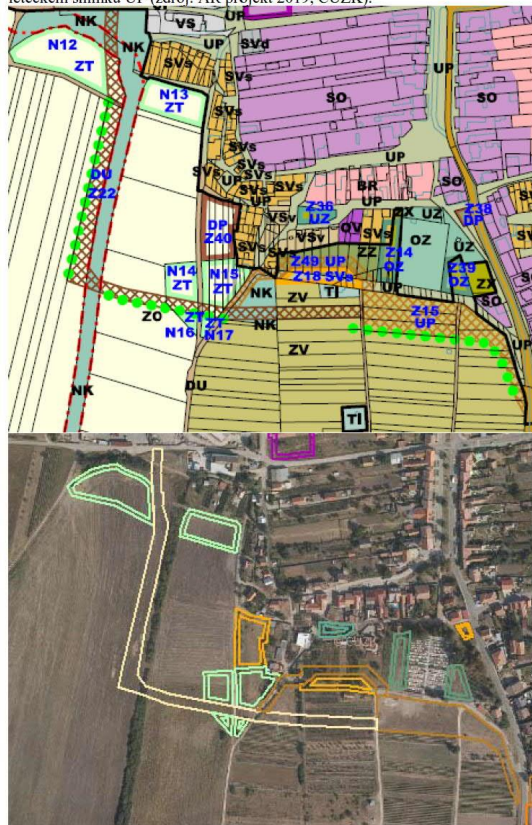 leteckém snímku ÚP (zdroj: AR projekt 2019, ČÚZK).
NK
VS
UP
N12
NK
UP
SVd
SVs
ZT
SVs
UP
N13
ZT
SVs
SO
SO
SO
UP
SVs
SVs
UP
SVs
SVs
UP
SVs
BR
UP
SO
DU
Z22
DP
Z40
SVs
VSv
Z36
UZ
VSv
OV
SVs
ZX
UZ
Z38
DP
ZZ
Z14
OZ
OZ
UZ
Z39
OZ
ZX
SO
Z49 UP
Z18 SVs
UP
N14
ZT
N15
ZT
NK
ZV
TI
Z15
UP
UP
ZO
ZT
N16
ZT
N17
NK
ZV
NK
DU
TI